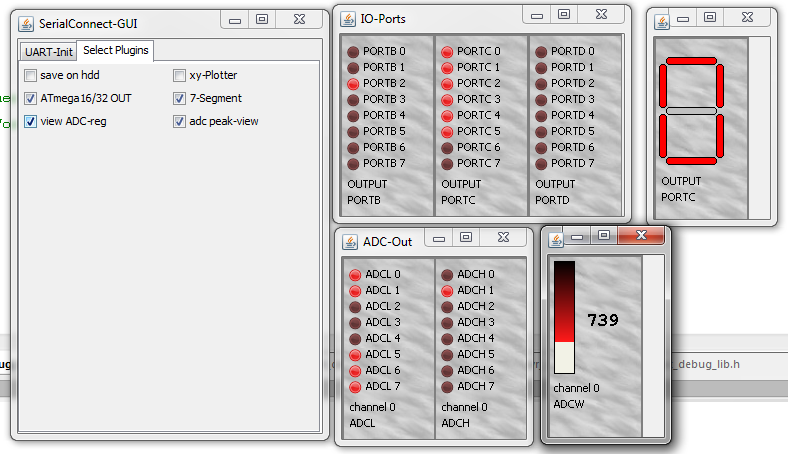 SerialConnect-GUI
UART-Init
Select Plugins
save on hdd
xy-Plotter
ATmega16/32 OUT
7-Segment
view ADC-reg
adc peak-view
IO-Ports
PORTB 0
PORTB 1
PORTB 2
PORTB 3
PORTB 4
PORTB 5
PORTB 6
PORTB 7
OUTPUT
PORTB
PORTC 0
PORTC 1
PORTC 2
PORTC 3
PORTC 4
PORTC 5
PORTC 6
PORTC 7
OUTPUT
PORTC
PORTD 0
PORTD 1
PORTD 2
PORTD 3
PORTD 4
PORTD 5
PORTD 6
PORTD 7
OUTPUT
PORTD
OUTPUT
PORTC
ADC-Out
ADCL 0
ADCL 1
ADCL 2
ADCL 3
ADCL 4
ADCL 5
ADCL 6
ADCL 7
channel 0
ADCL
ADCH 0
ADCH 1
ADCH 2
ADCH 3
ADCH 4
ADCH 5
ADCH 6
ADCH 7
channel 0
ADCH
739
channel 0
ADCW
_debug_lib.h